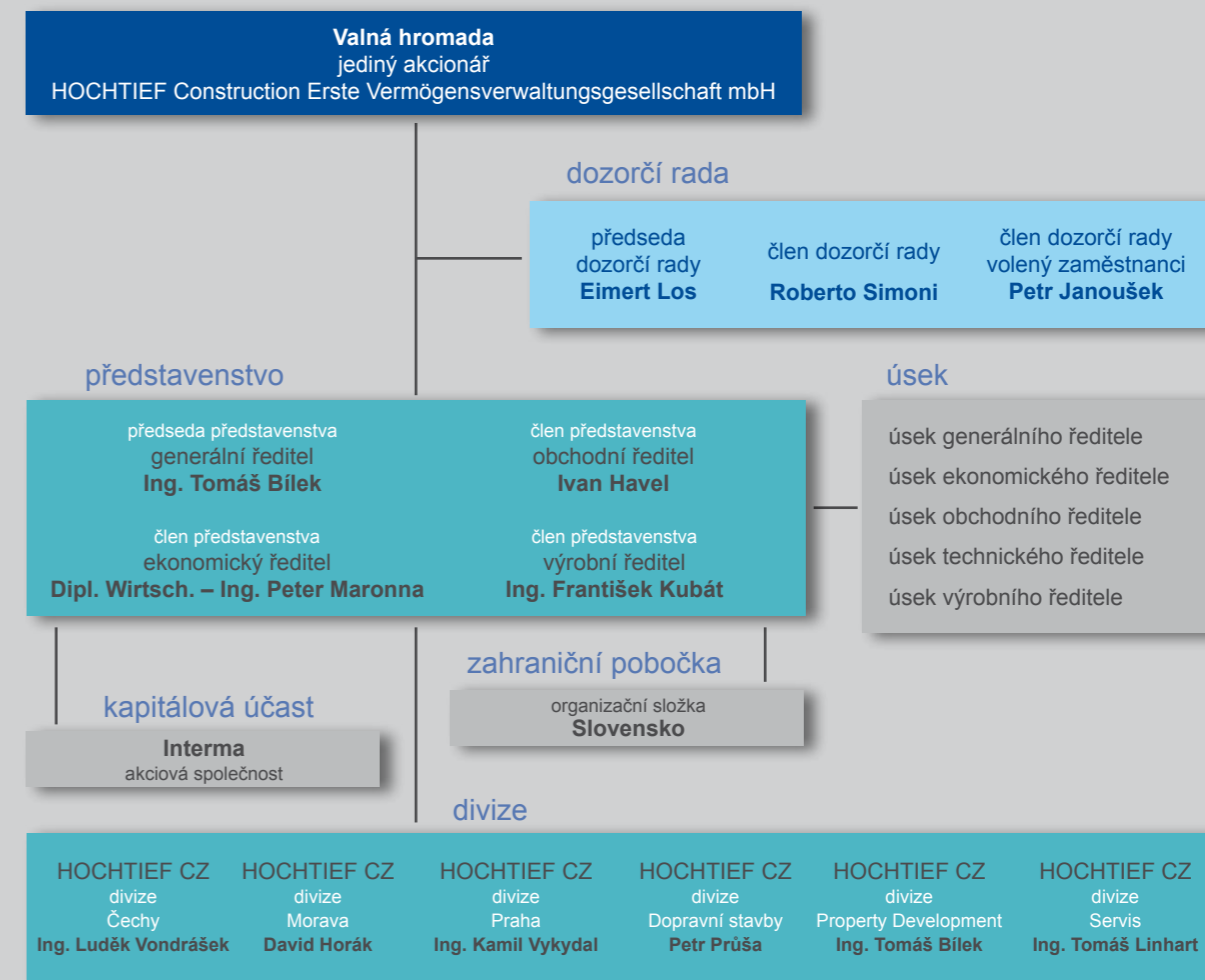 Valná hromada
jediný akcionář
HOCHTIEF Construction Erste Vermögensverwaltungsgesellschaft mbH
dozorčí rada
předseda
dozorčí rady
Eimert Los
člen dozorčí rady
Roberto Simoni
člen dozorčí rady
volený zaměstnanci
Petr Janoušek
představenstvo
předseda představenstva
generální ředitel
Ing. Tomáš Bílek
člen představenstva
obchodní ředitel
Ivan Havel
člen představenstva
ekonomický ředitel
Dipl. Wirtsch. – Ing. Peter Maronna
člen představenstva
výrobní ředitel
Ing. František Kubát
úsek
úsek generálního ředitele
úsek ekonomického ředitele
úsek obchodního ředitele
úsek technického ředitele
úsek výrobního ředitele
kapitálová účast
Interma
akciová společnost
zahraniční pobočka
organizační složka
Slovensko
divize
HOCHTIEF CZ
divize
Čechy
Ing. Luděk Vondrášek
HOCHTIEF CZ
divize
Morava
David Horák
HOCHTIEF CZ
divize
Praha
Ing. Kamil Vykydal
HOCHTIEF CZ
divize
Dopravní stavby
Petr Průša
HOCHTIEF CZ
divize
Property Development
Ing. Tomáš Bílek
HOCHTIEF CZ
divize
Servis
Ing. Tomáš Linhart